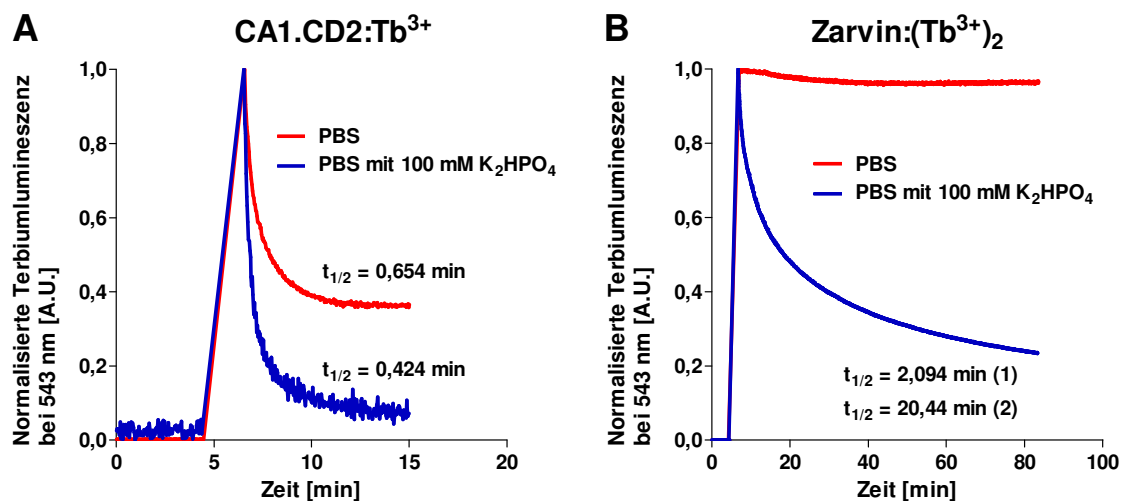 A
CA1.CD2:Tb³⁺
Normalisierte Terbiumlumineszenz
bei 543 nm [A.U.]
1,0
0,8
0,6
0,4
0,2
0,0
PBS
PBS mit 100 mM K₂HPO₄
t₁/₂ = 0,654 min
t₁/₂ = 0,424 min
0 5 10 15 20
Zeit [min]
B
Zarvin:(Tb³⁺)₂
Normalisierte Terbiumlumineszenz
bei 543 nm [A.U.]
1,0
0,8
0,6
0,4
0,2
0,0
PBS
PBS mit 100 mM K₂HPO₄
t₁/₂ = 2,094 min (1)
t₁/₂ = 20,44 min (2)
0 20 40 60 80 100
Zeit [min]